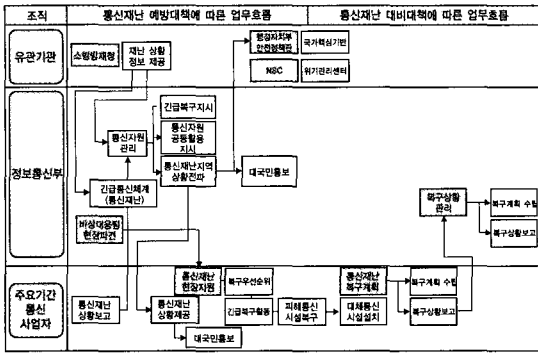 조직
통신재난 예방대책에 따른 업무흐름
통신재난 대비대책에 따른 업무흐름
유관기관
소방방재청
재난 상황
정보 제공
행정자치부
안전정책관
국가핵심기반
NSC
위기관리센터
정보통신부
긴급복구지시
통신자원
관리
통신자원
공동활용
지시
통신재난지역
상황전파
대국민홍보
긴급통신체계
(통신재난)
비상대응팀
현장파견
복구상황
관리
복구계획 수립
복구상황보고
주요기간
통신
사업자
통신재난
상황보고
통신재난
현장지원
복구우선순위
통신재난
상황제공
긴급복구활동
피해통신
시설복구
대국민홍보
통신재난
복구계획
복구계획 수립
대체통신
시설설치
복구상황보고